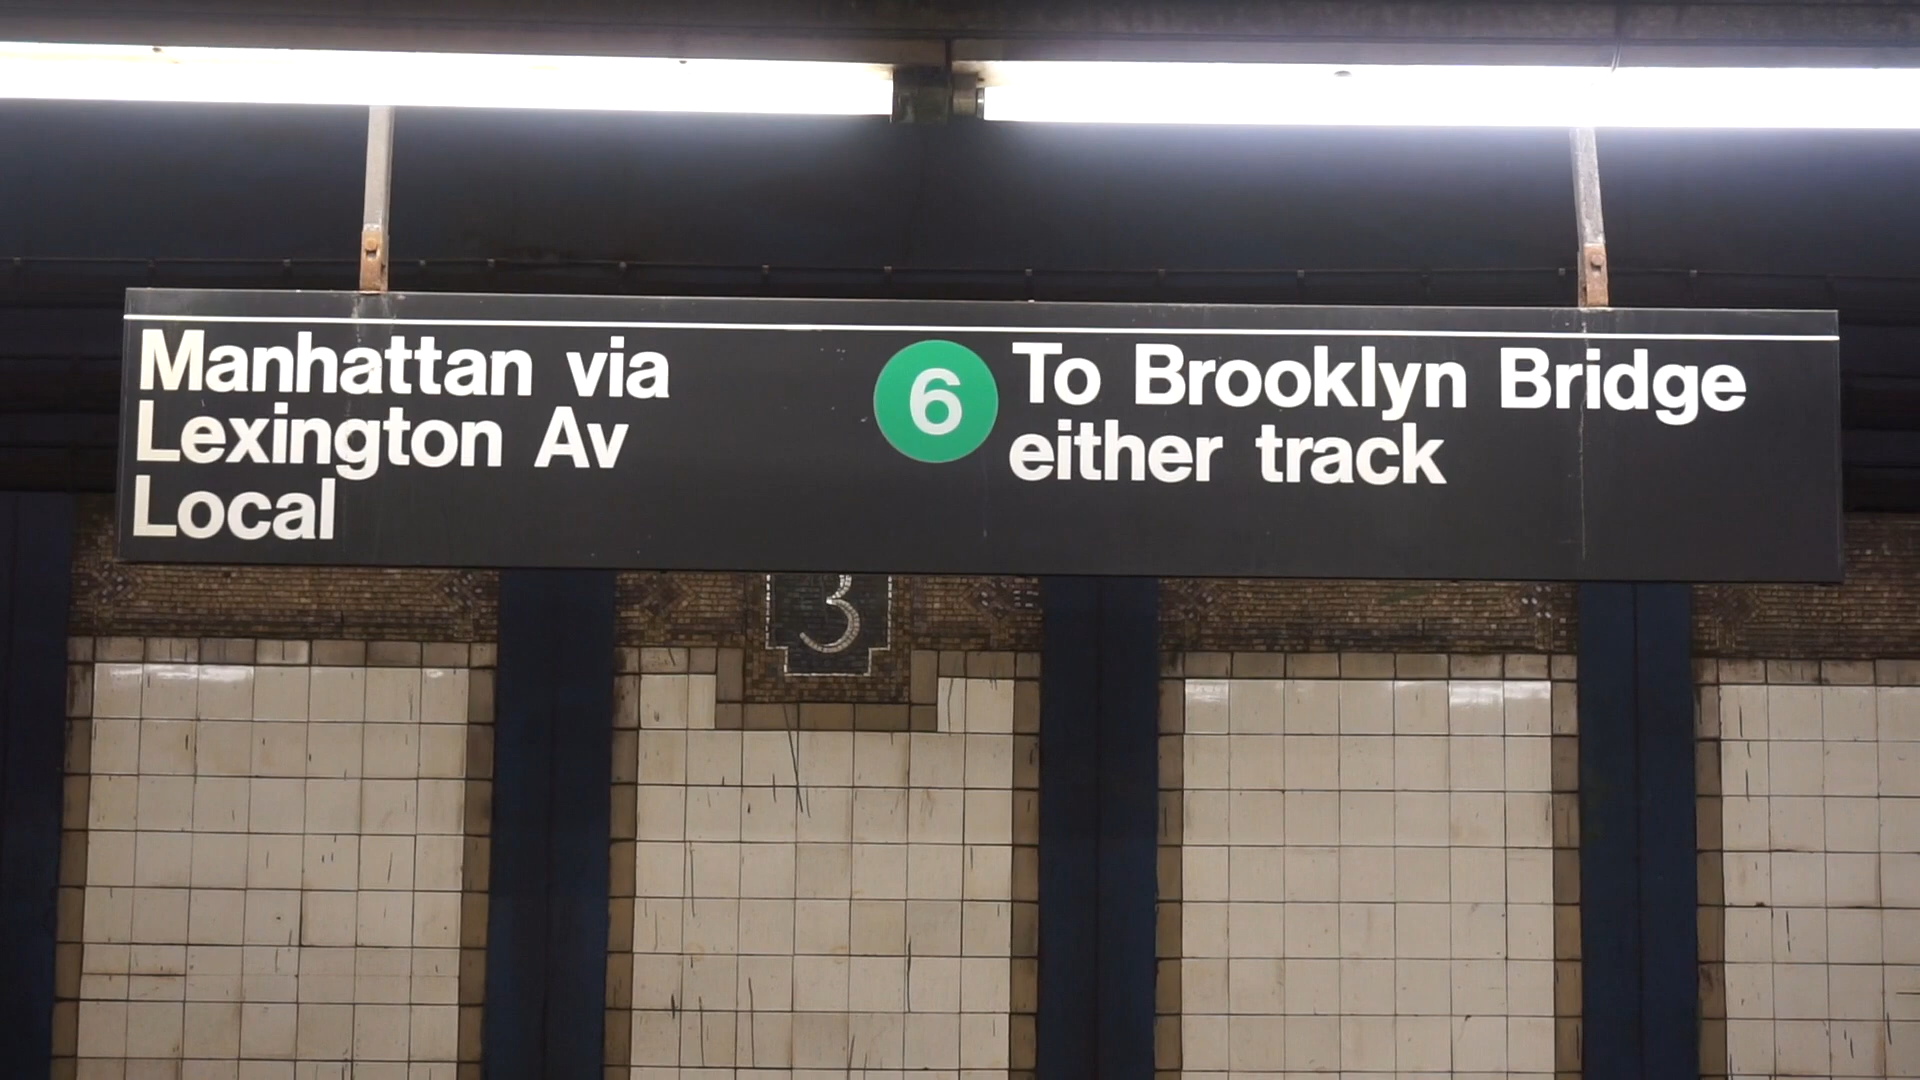 Manhattan via
Lexington Av
Local
6
To Brooklyn Bridge
either track
3